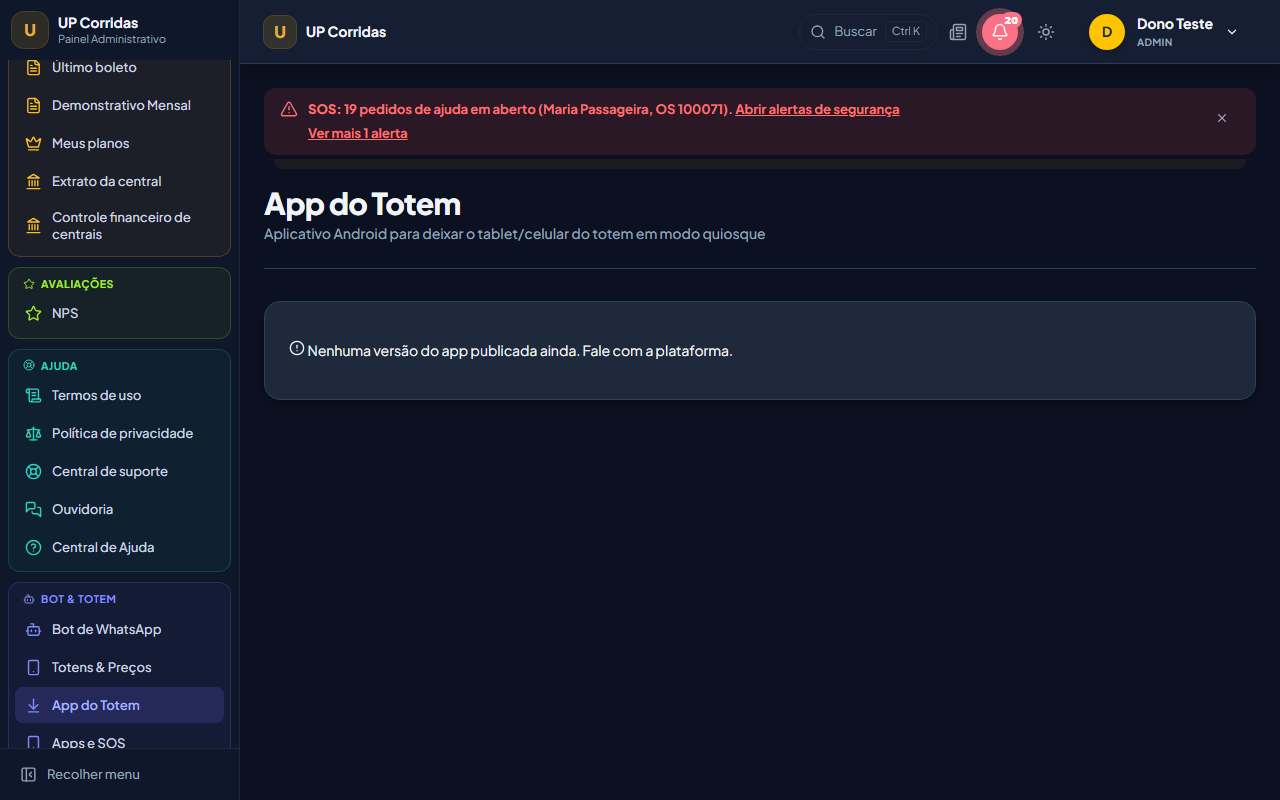 U
UP Corridas
Painel Administrativo
Último boleto
Demonstrativo Mensal
Meus planos
Extrato da central
Controle financeiro de
centrais
AVALIAÇÕES
NPS
AJUDA
Termos de uso
Política de privacidade
Central de suporte
Ouvidoria
Central de Ajuda
BOT & TOTEM
Bot de WhatsApp
Totens & Preços
App do Totem
Apps e SOS
Recolher menu
U
UP Corridas
Buscar
Ctrl K
20
D
Dono Teste
ADMIN
SOS: 19 pedidos de ajuda em aberto (Maria Passageira, OS 100071). Abrir alertas de segurança
Ver mais 1 alerta
App do Totem
Aplicativo Android para deixar o tablet/celular do totem em modo quiosque
Nenhuma versão do app publicada ainda. Fale com a plataforma.